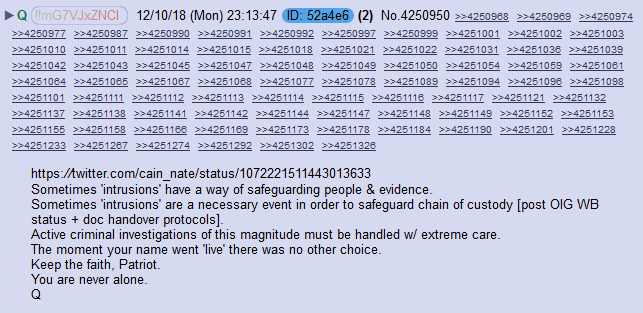 ▶ Q !!mG7VJxZNCI 12/10/18 (Mon) 23:13:47 ID: 52a4e6 (2) No.4250950 >>4250968 >>4250969 >>4250974
>>4250977 >>4250987 >>4250990 >>4250991 >>4250992 >>4250997 >>4250999 >>4251001 >>4251002 >>4251003
>>4251010 >>4251014 >>4251015 >>4251018 >>4251021 >>4251022 >>4251031 >>4251036 >>4251039
>>4251042 >>4251043 >>4251045 >>4251047 >>4251048 >>4251049 >>4251050 >>4251054 >>4251059 >>4251061
>>4251064 >>4251065 >>4251067 >>4251068 >>4251077 >>4251078 >>4251089 >>4251094 >>4251096 >>4251098
>>4251101 >>4251111 >>4251112 >>4251113 >>4251114 >>4251115 >>4251116 >>4251117 >>4251121 >>4251132
>>4251137 >>4251138 >>4251141 >>4251142 >>4251144 >>4251147 >>4251148 >>4251149 >>4251152 >>4251153
>>4251155 >>4251158 >>4251166 >>4251169 >>4251173 >>4251178 >>4251184 >>4251190 >>4251201 >>4251228
>>4251233 >>4251267 >>4251274 >>4251292 >>4251302 >>4251326
https://twitter.com/cain_nate/status/1072221511443013633
Sometimes 'intrusions' have a way of safeguarding people & evidence.
Sometimes 'intrusions' are a necessary event in order to safeguard chain of custody [post OIG WB
status + doc handover protocols].
Active criminal investigations of this magnitude must be handled w/ extreme care.
The moment your name went 'live' there was no other choice.
Keep the faith, Patriot.
You are never alone.
Q